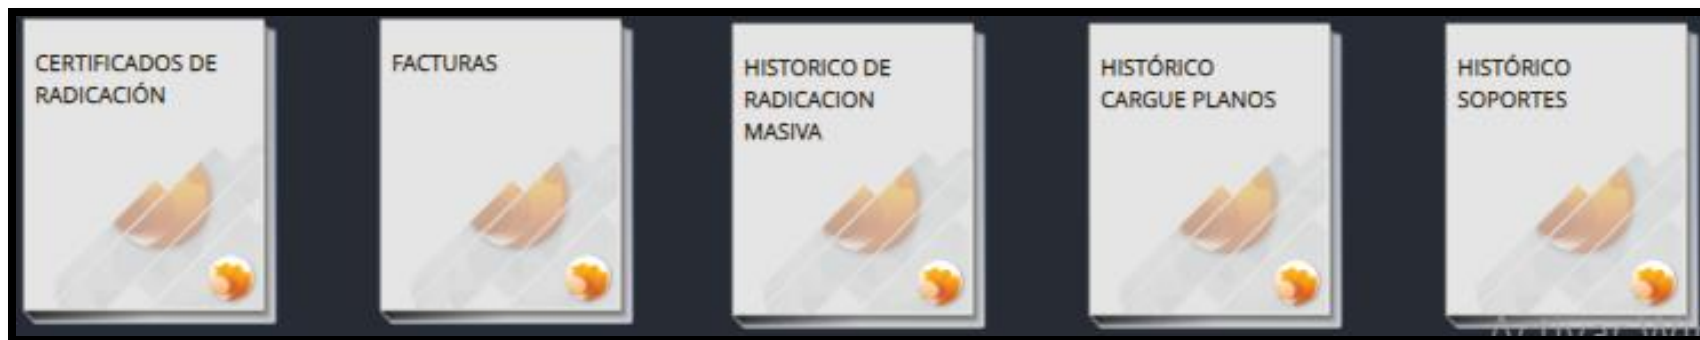 CERTIFICADOS DE
RADICACIÓN
FACTURAS
HISTORICO DE
RADICACION
MASIVA
HISTÓRICO
CARGUE PLANOS
HISTÓRICO
SOPORTES